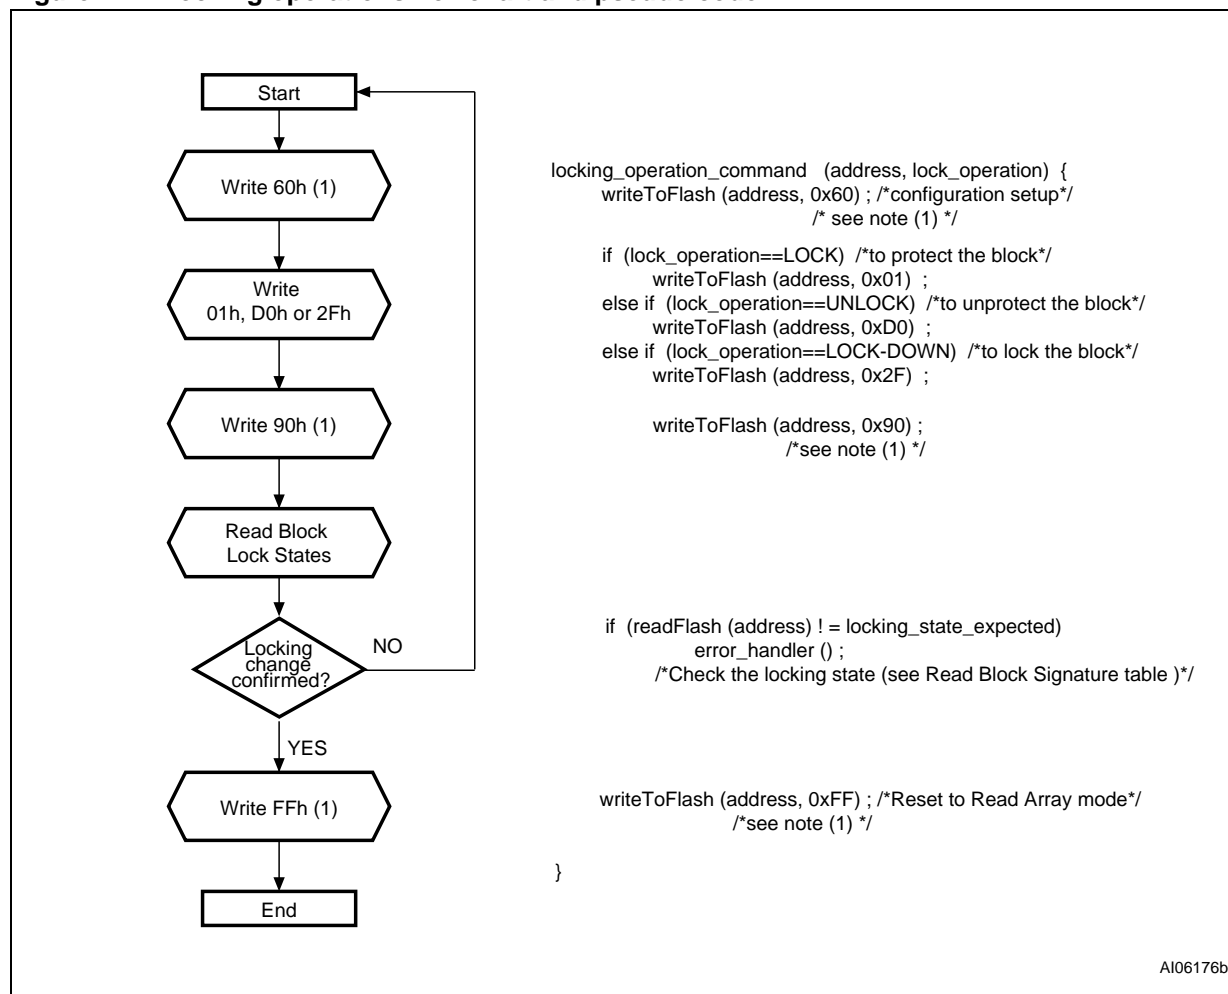 Start
Write 60h (1)
Write
01h, D0h or 2Fh
Write 90h (1)
Read Block
Lock States
Locking
change
confirmed?
NO
YES
Write FFh (1)
End
locking_operation_command (address, lock_operation) {
writeToFlash (address, 0x60) ; /*configuration setup*/
/* see note (1) */
if (lock_operation==LOCK) /*to protect the block*/
writeToFlash (address, 0x01) ;
else if (lock_operation==UNLOCK) /*to unprotect the block*/
writeToFlash (address, 0xD0) ;
else if (lock_operation==LOCK-DOWN) /*to lock the block*/
writeToFlash (address, 0x2F) ;
writeToFlash (address, 0x90) ;
/*see note (1) */
if (readFlash (address) ! = locking_state_expected)
error_handler () ;
/*Check the locking state (see Read Block Signature table )*/
writeToFlash (address, 0xFF) ; /*Reset to Read Array mode*/
/*see note (1) */
}
AI06176b